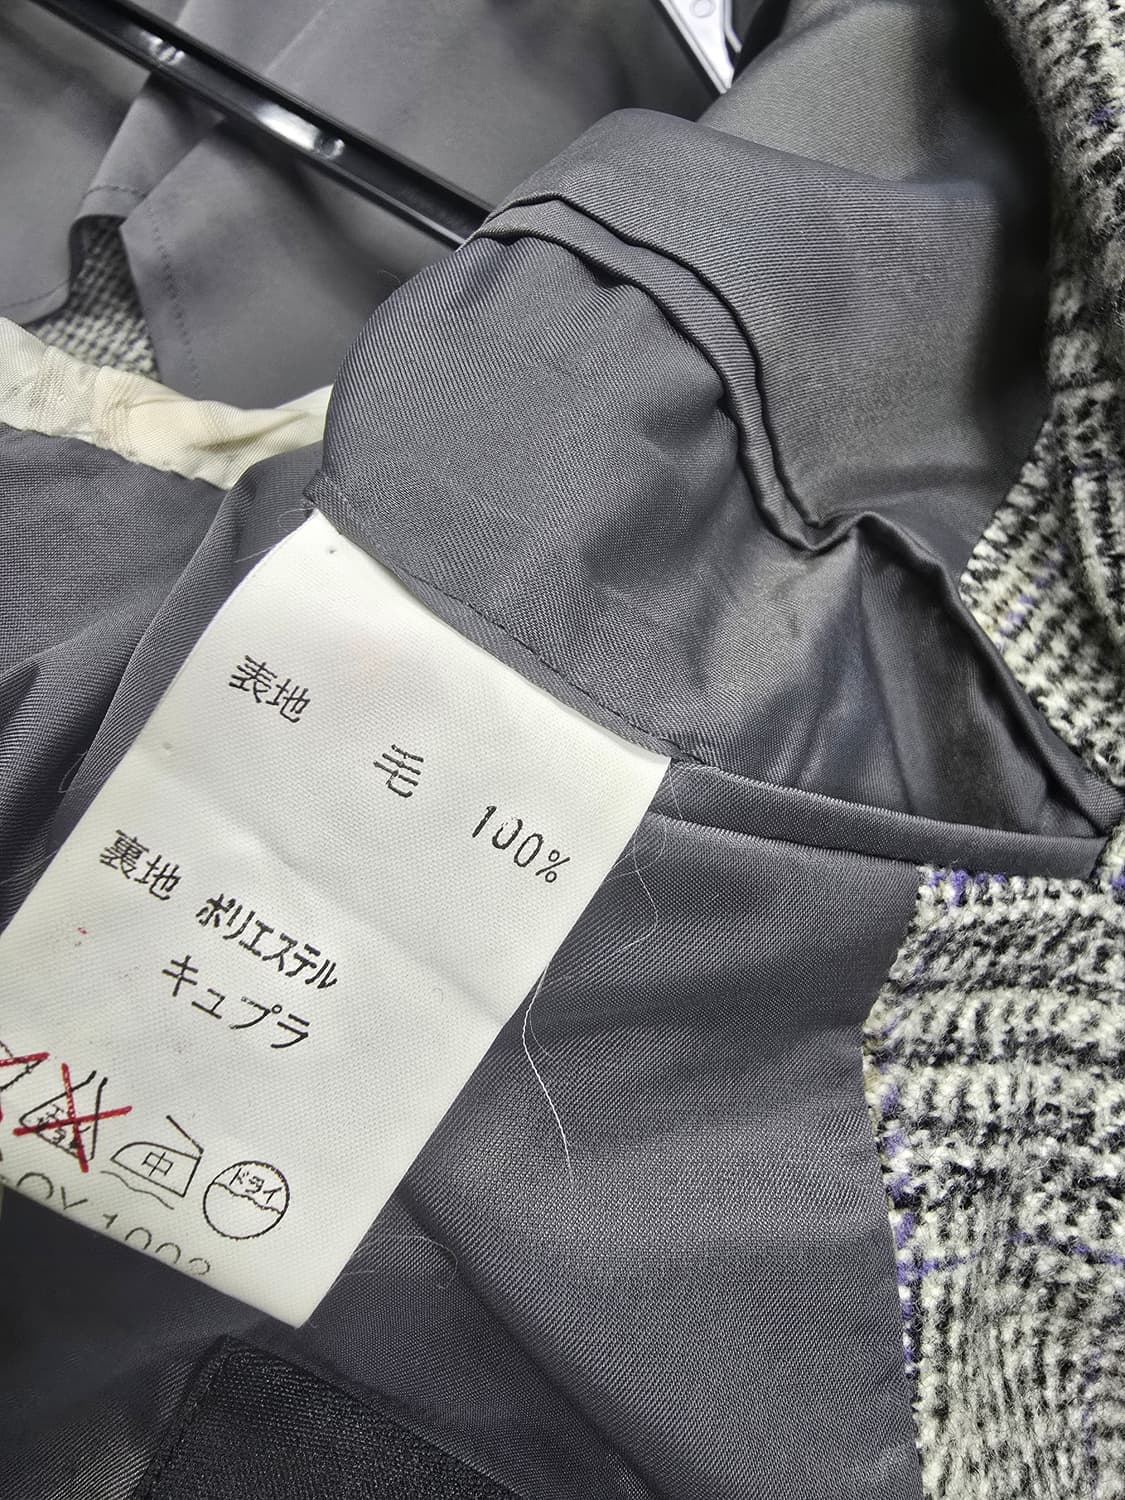 表地
毛
100%
裏地 ポリエステル
キュプラ
中
ドライ